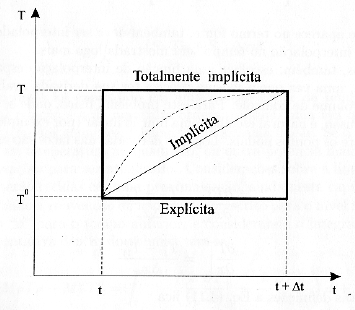 T
Totalmente implícita
T
Implícita
T⁰
Explícita
t
t + Δt
t